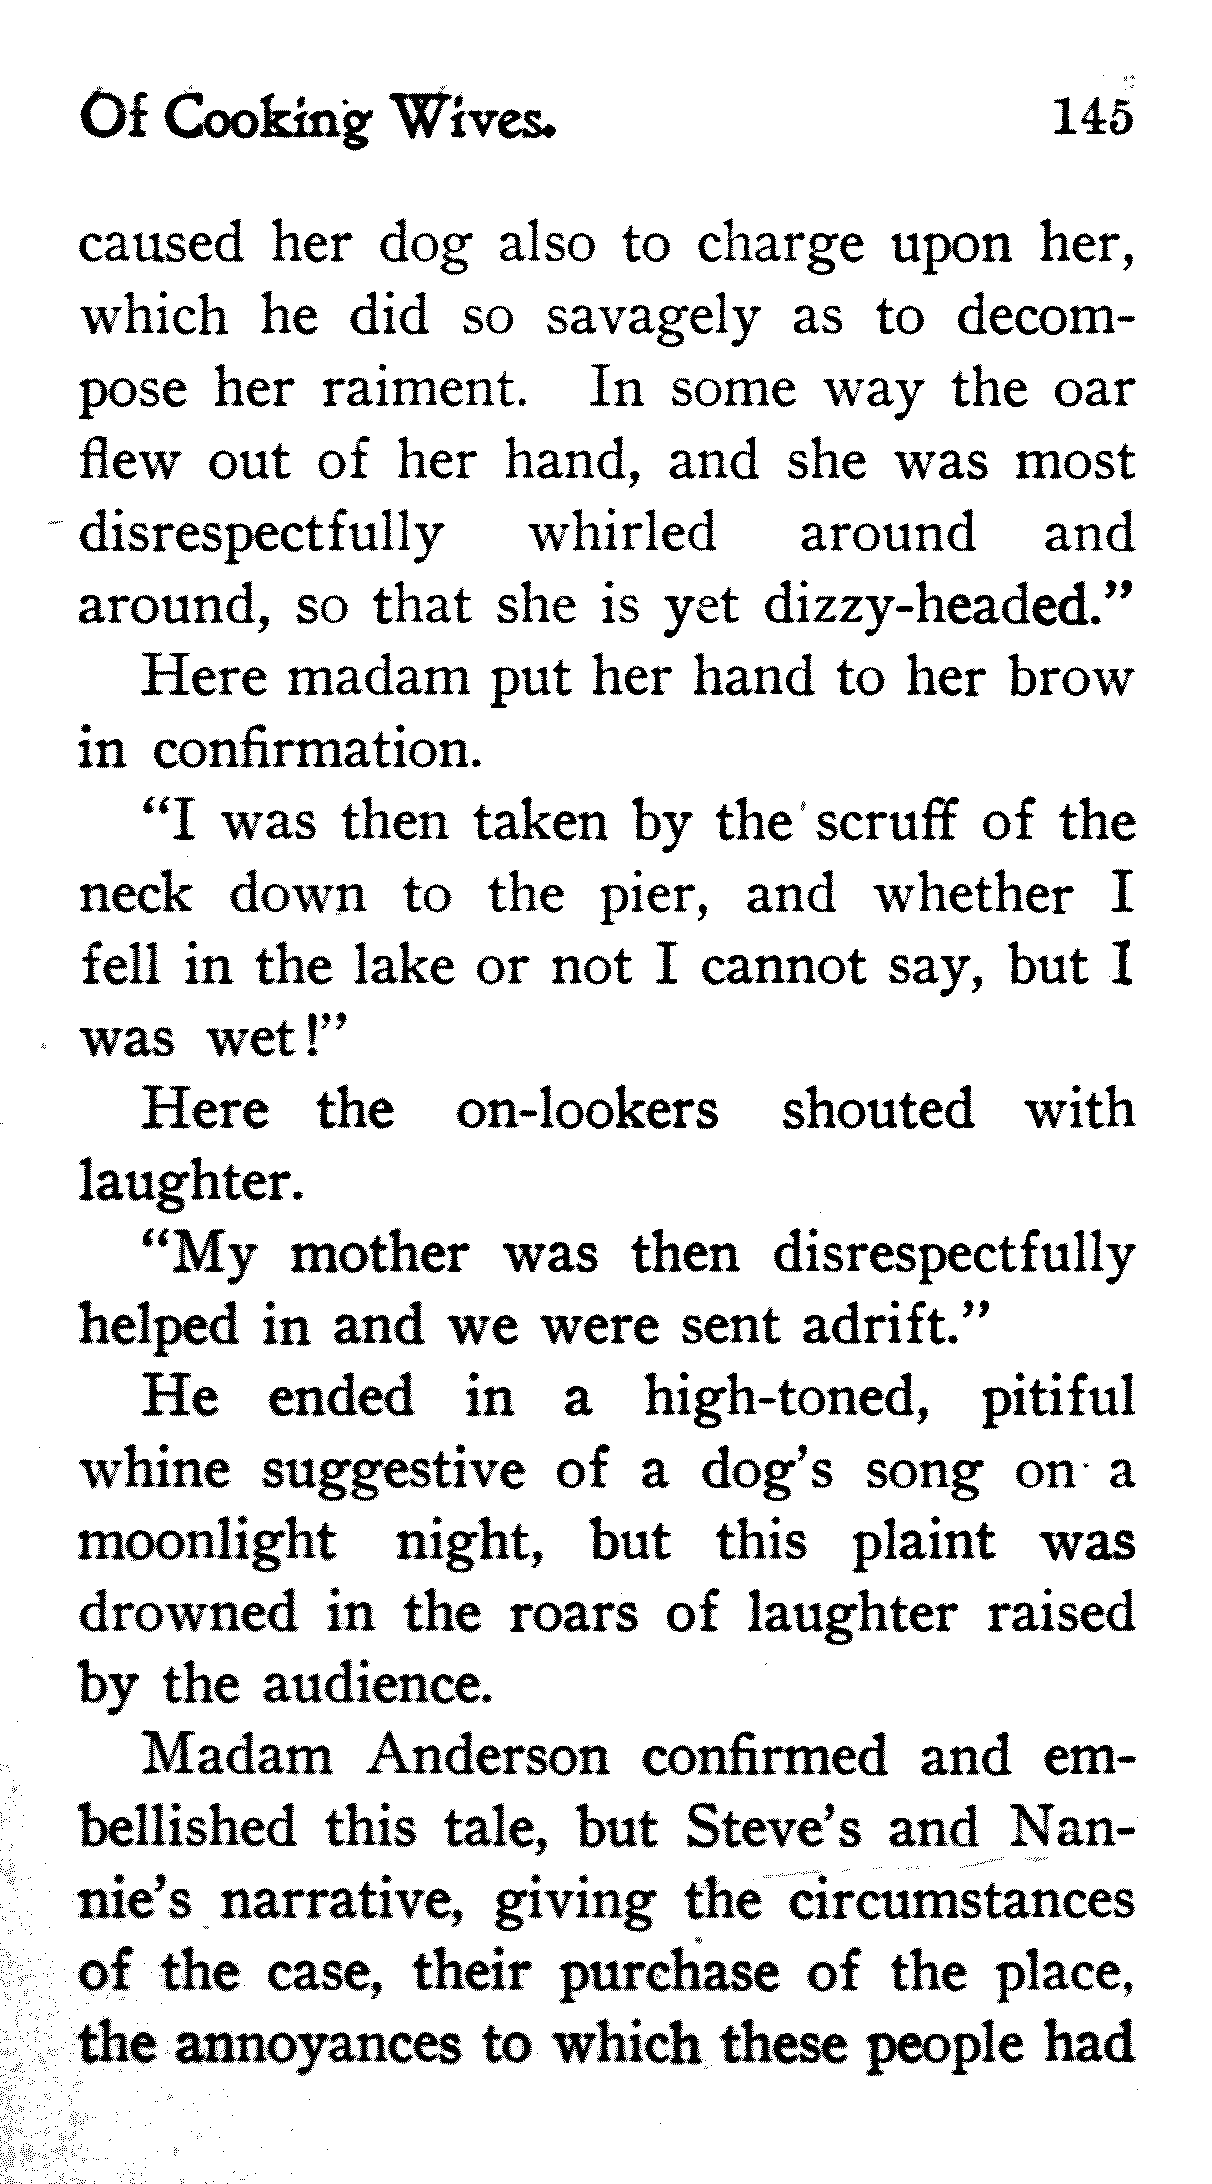 Of Cooking Wives. 145
caused her dog also to charge upon her,
which he did so savagely as to decom-
pose her raiment. In some way the oar
flew out of her hand, and she was most
disrespectfully whirled around and
around, so that she is yet dizzy-headed.”
Here madam put her hand to her brow
in confirmation.
“I was then taken by the scruff of the
neck down to the pier, and whether I
fell in the lake or not I cannot say, but I
was wet!”
Here the on-lookers shouted with
laughter.
“My mother was then disrespectfully
helped in and we were sent adrift.”
He ended in a high-toned, pitiful
whine suggestive of a dog’s song on a
moonlight night, but this plaint was
drowned in the roars of laughter raised
by the audience.
Madam Anderson confirmed and em-
bellished this tale, but Steve’s and Nan-
nie’s narrative, giving the circumstances
of the case, their purchase of the place,
the annoyances to which these people had